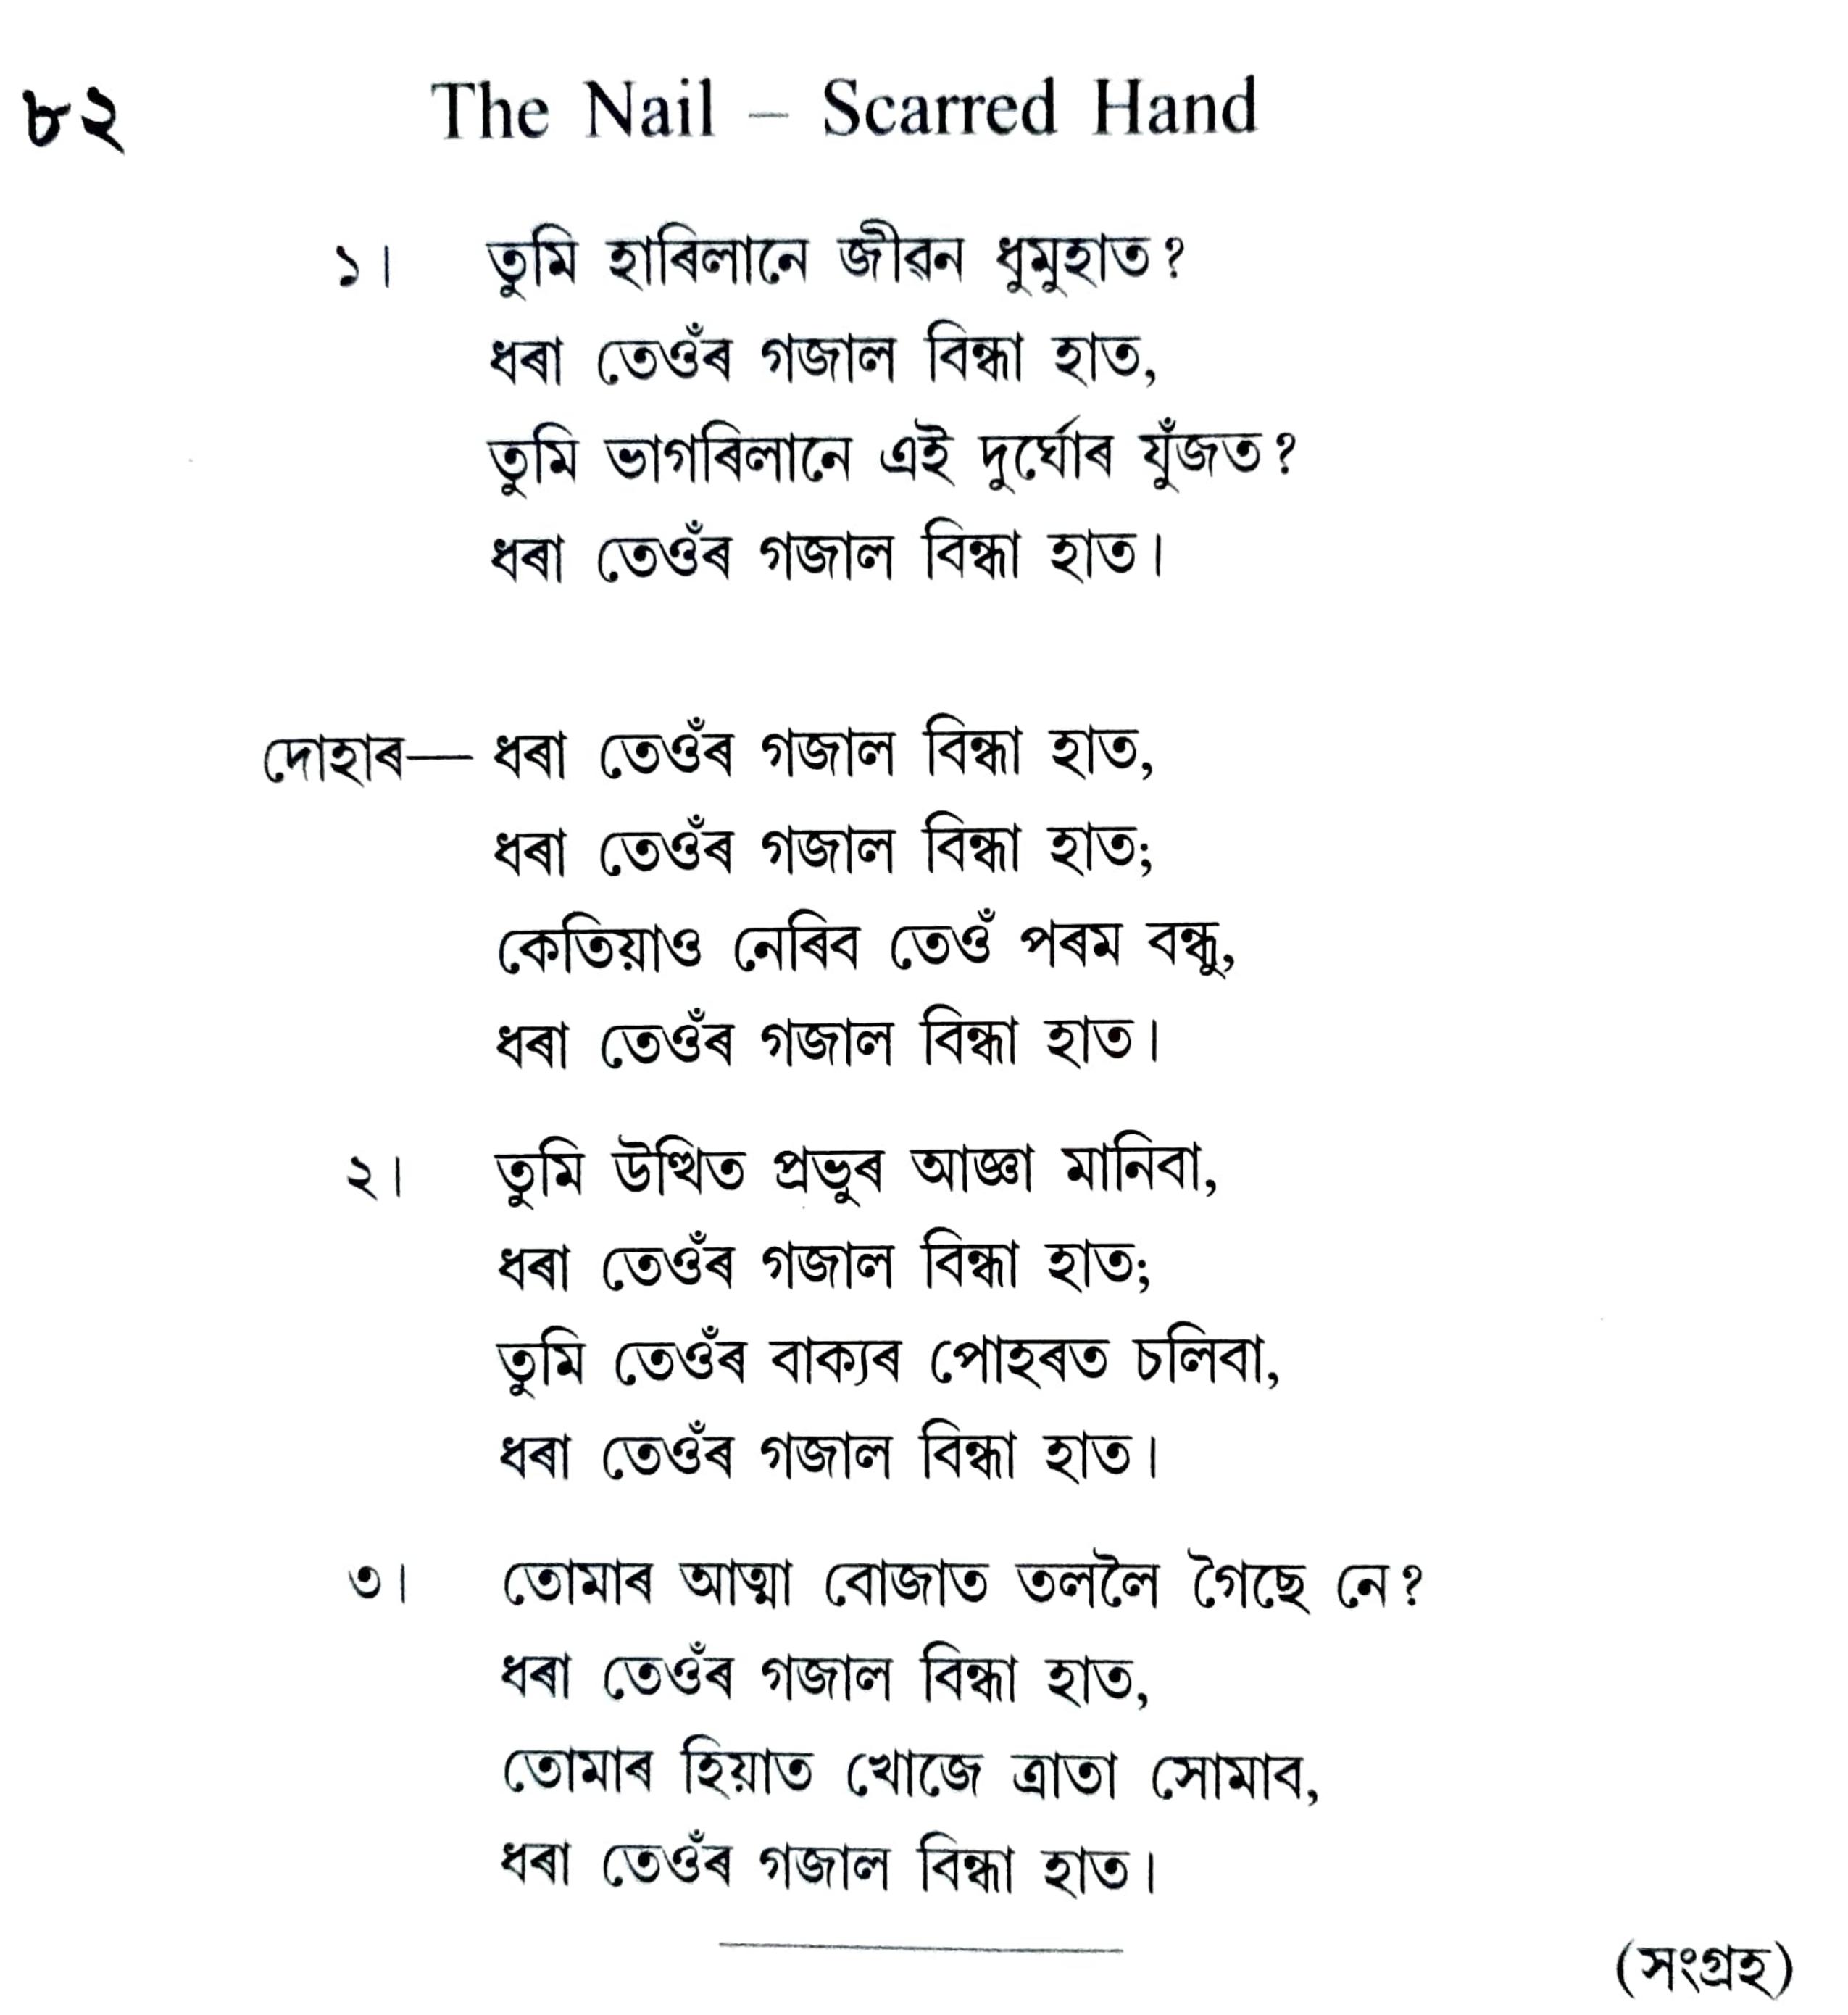 ৮২ The Nail – Scarred Hand
১। তুমি হাৰিলানে জীৱন ধুমুহাত?
ধৰা তেওঁৰ গজাল বিন্ধা হাত,
তুমি ভাগৰিলানে এই দুৰ্ঘোৰ যুঁজত?
ধৰা তেওঁৰ গজাল বিন্ধা হাত।
দোহাৰ— ধৰা তেওঁৰ গজাল বিন্ধা হাত,
ধৰা তেওঁৰ গজাল বিন্ধা হাত;
কেতিয়াও নেৰিব তেওঁ পৰম বন্ধু,
ধৰা তেওঁৰ গজাল বিন্ধা হাত।
২। তুমি উত্থিত প্ৰভুৰ আজ্ঞা মানিবা,
ধৰা তেওঁৰ গজাল বিন্ধা হাত;
তুমি তেওঁৰ বাক্যৰ পোহৰত চলিবা,
ধৰা তেওঁৰ গজাল বিন্ধা হাত।
৩। তোমাৰ আত্মা বোজাত তললৈ গৈছে নে?
ধৰা তেওঁৰ গজাল বিন্ধা হাত,
তোমাৰ হিয়াত খোজে ত্ৰাতা সোমাব,
ধৰা তেওঁৰ গজাল বিন্ধা হাত।
(সংগ্ৰহ)